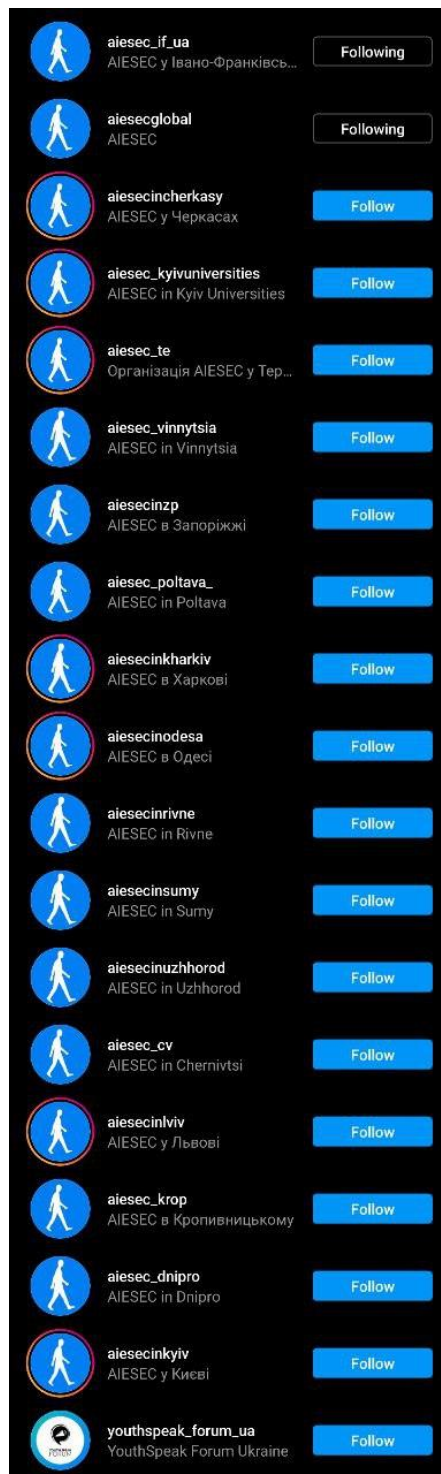 aiesec_if_ua
Following
AIESEC у Івано-Франківсь...
aiesecglobal
Following
AIESEC
aiesecincherkasy
Follow
AIESEC у Черкасах
aiesec_kyivuniversities
Follow
AIESEC in Kyiv Universities
aiesec_te
Follow
Організація AIESEC у Тер...
aiesec_vinnytsia
Follow
AIESEC in Vinnytsia
aiesecinzp
Follow
AIESEC в Запоріжжі
aiesec_poltava_
Follow
AIESEC in Poltava
aiesecinkharkiv
Follow
AIESEC в Харкові
aiesecinodesa
Follow
AIESEC в Одесі
aiesecinrivne
Follow
AIESEC in Rivne
aiesecinsumy
Follow
AIESEC in Sumy
aiesecinuzhhorod
Follow
AIESEC in Uzhhorod
aiesec_cv
Follow
AIESEC in Chernivtsi
aiesecinlviv
Follow
AIESEC у Львові
aiesec_krop
Follow
AIESEC в Кропивницькому
aiesec_dnipro
Follow
AIESEC in Dnipro
aiesecinkyiv
Follow
AIESEC у Києві
youthspeak_forum_ua
Follow
YouthSpeak Forum Ukraine
FORUM